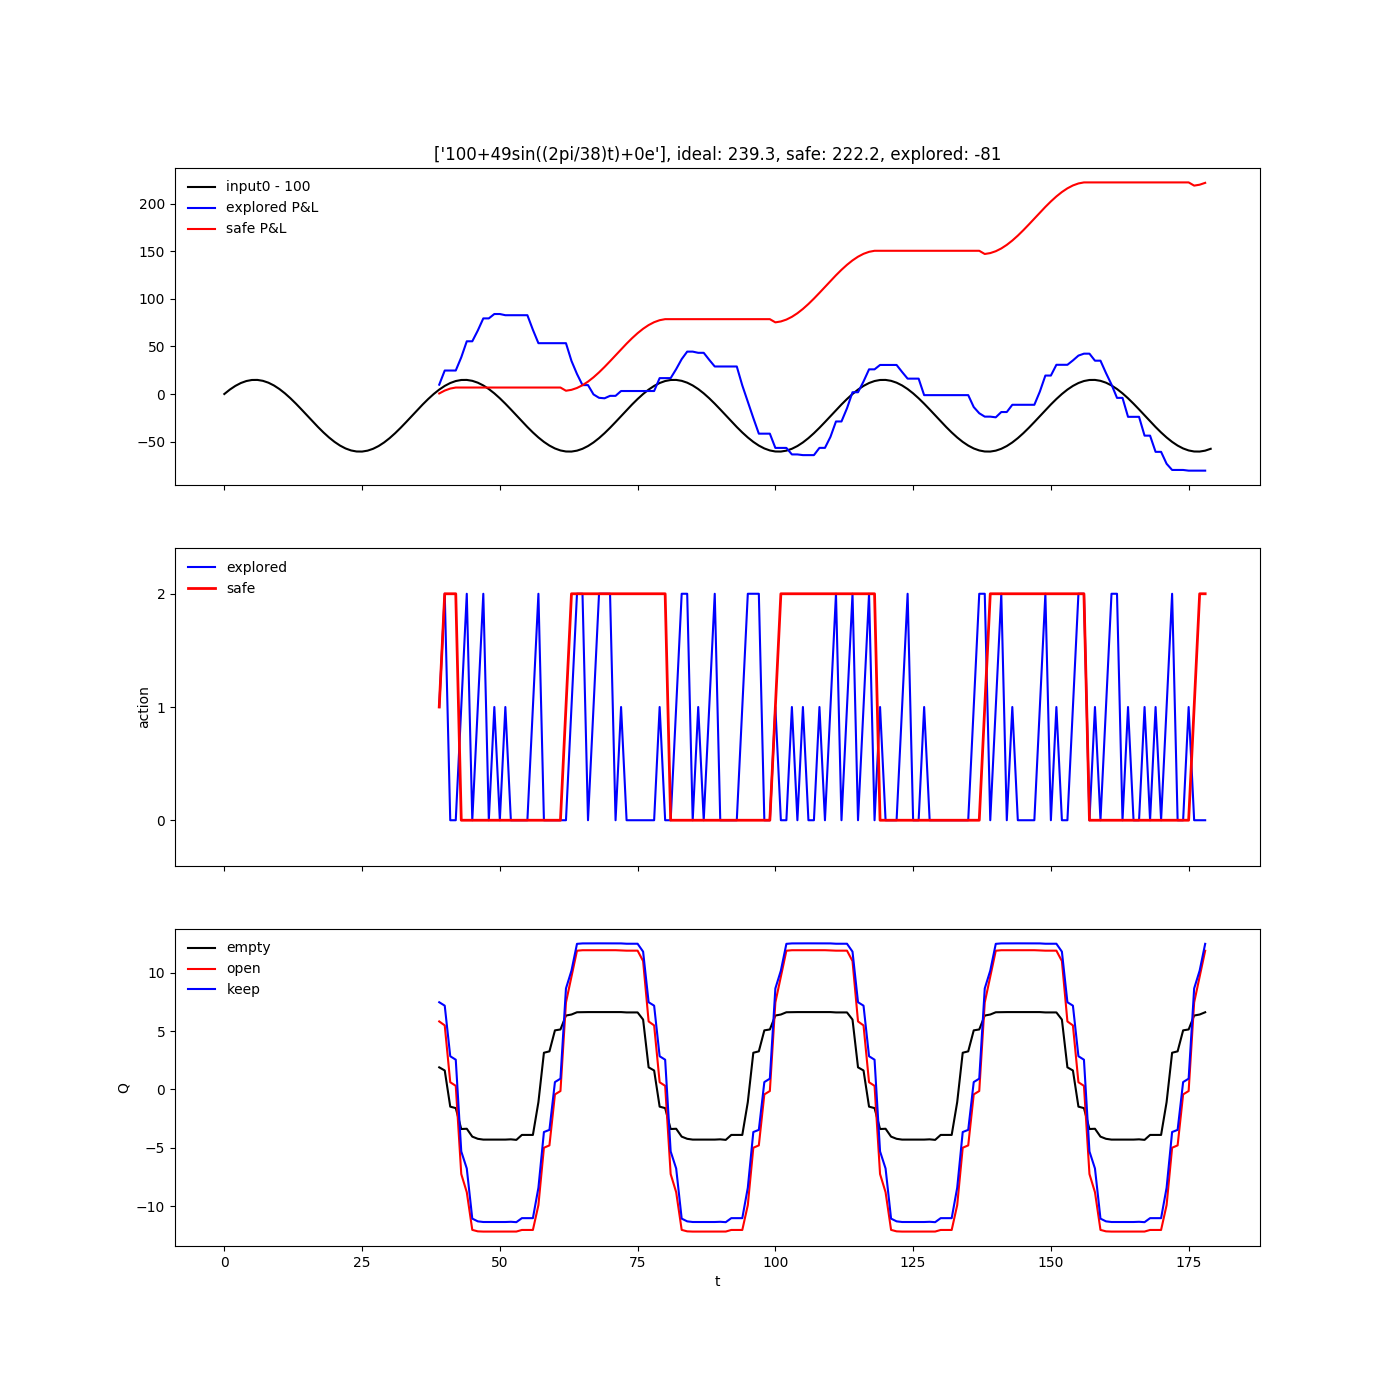 ['100+49sin((2pi/38)t)+0e'], ideal: 239.3, safe: 222.2, explored: -81
input0 - 100
explored P&L
safe P&L
200
150
100
50
0
−50
explored
safe
2
1
0
action
empty
open
keep
10
5
0
−5
−10
Q
0 25 50 75 100 125 150 175
t